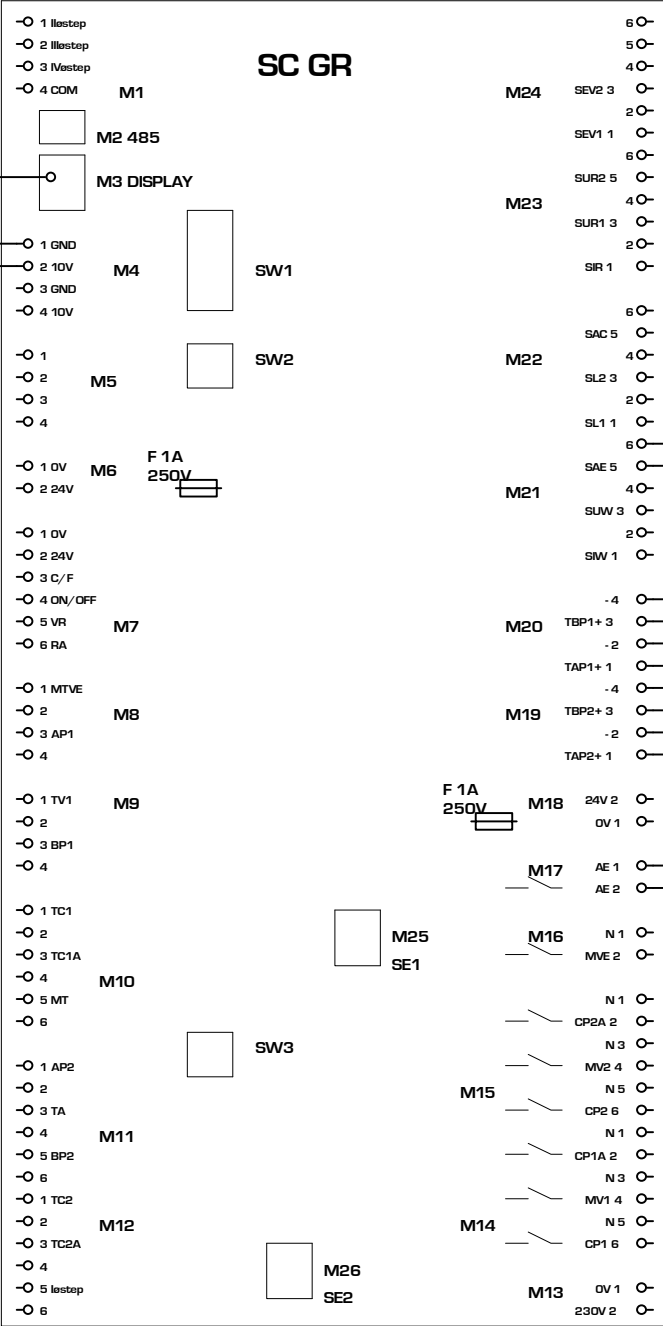 SC GR
1 Iøstep
2 IIIøstep
3 IVøstep
4 COM
M1
M2 485
M3 DISPLAY
1 GND
2 10V
3 GND
4 10V
M4
SW1
1
2
3
4
M5
SW2
1 0V
2 24V
M6
F 1A
250V
1 0V
2 24V
3 C/F
4 ON/OFF
5 VR
6 RA
M7
1 MTVE
2
3 AP1
4
M8
1 TV1
2
3 BP1
4
M9
1 TC1
2
3 TC1A
4
5 MT
6
M10
SW3
1 AP2
2
3 TA
4
5 BP2
6
M11
1 TC2
2
3 TC2A
4
5 Iøstep
6
M12
M25
SE1
M26
SE2
6
5
4
SEV2 3
2
SEV1 1
M24
6
SUR2 5
4
SUR1 3
2
SIR 1
M23
6
SAC 5
4
SL2 3
2
SL1 1
M22
6
SAE 5
4
SUW 3
2
SIW 1
M21
- 4
TBP1+ 3
- 2
TAP1+ 1
M20
- 4
TBP2+ 3
- 2
TAP2+ 1
M19
F 1A
250V
M18
24V 2
0V 1
M17
AE 1
AE 2
M16
N 1
MVE 2
N 1
CP2A 2
N 3
MV2 4
N 5
CP2 6
M15
N 1
CP1A 2
N 3
MV1 4
N 5
CP1 6
M14
M13
0V 1
230V 2